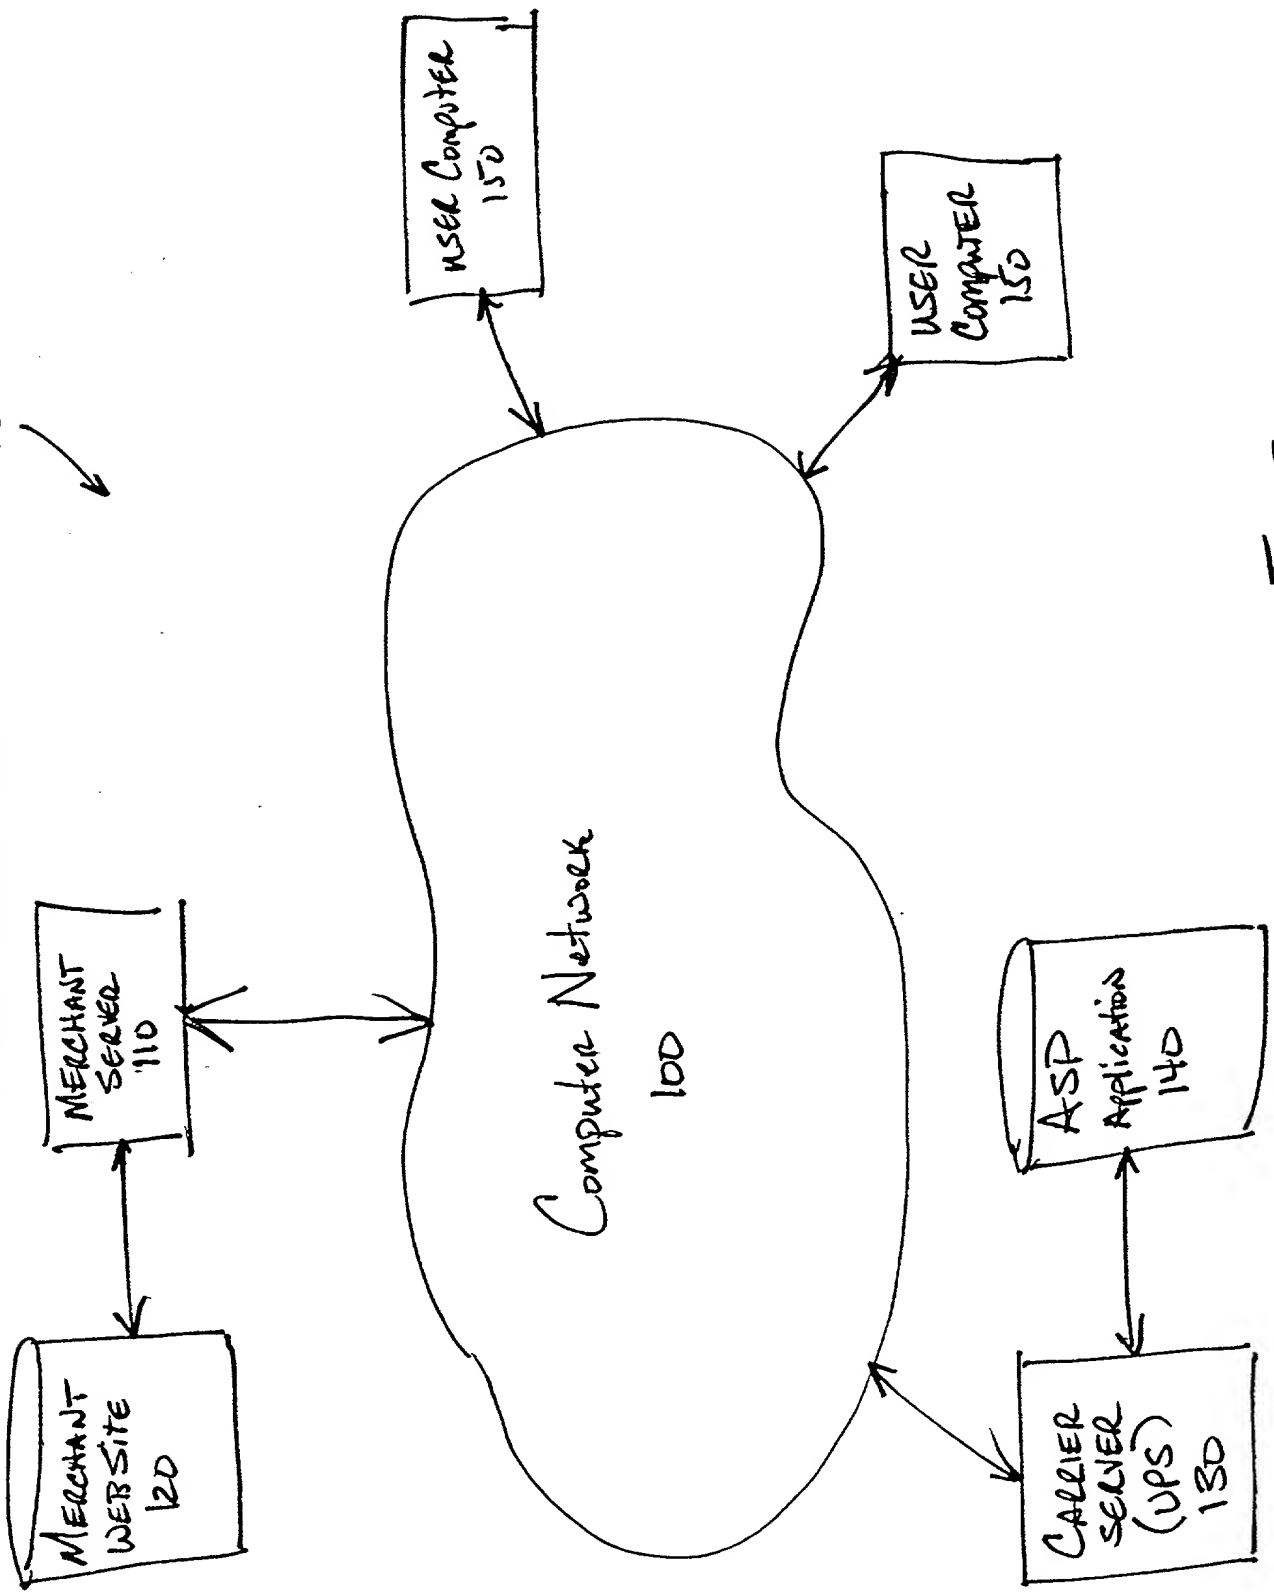 MERCHANT
WEBSITE
120
MERCHANT
SERVER
110
USER Computer
150
Computer Network
100
USER
Computer
150
CARRIER
SERVER
(UPS)
130
ASP
Application
140